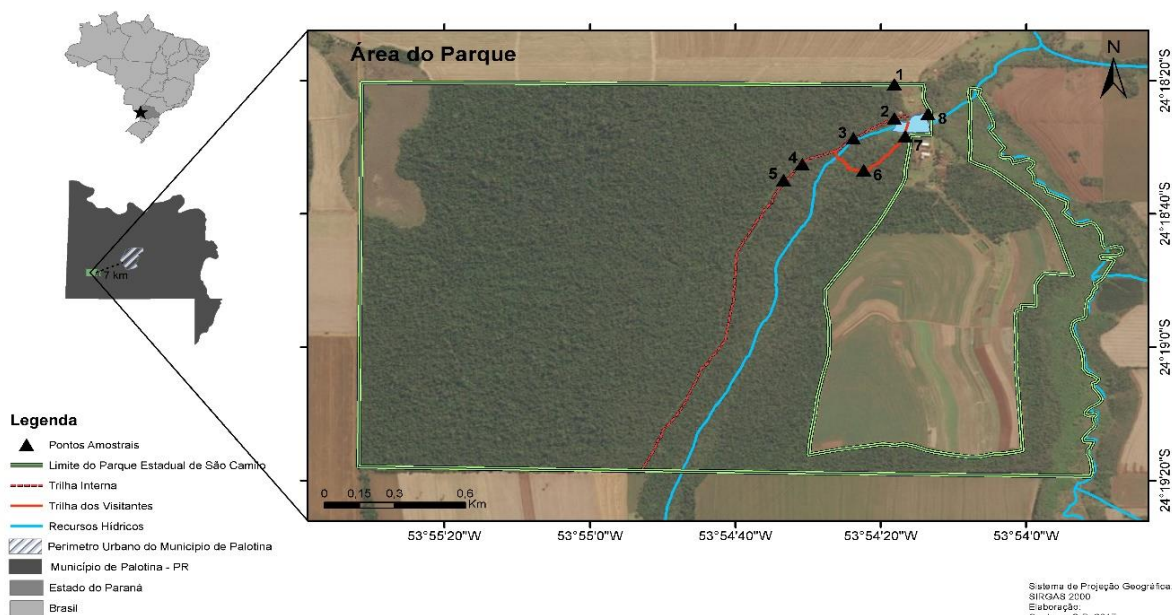 Área do Parque
N
1
2
3
4
5
6
7
8
24°18'20"S
24°18'40"S
24°19'0"S
24°19'20"S
7 km
0 0,15 0,3 0,6
Km
53°55'20"W 53°55'0"W 53°54'40"W 53°54'20"W 53°54'0"W
Legenda
Pontos Amostrais
Limite do Parque Estadual de São Camilo
Trilha Interna
Trilha dos Visitantes
Recursos Hídricos
Perimetro Urbano do Municipio de Palotina
Município de Palotina - PR
Estado do Paraná
Brasil
Sistema de Projeção Geográfica
SIRGAS 2000
Elaboração: